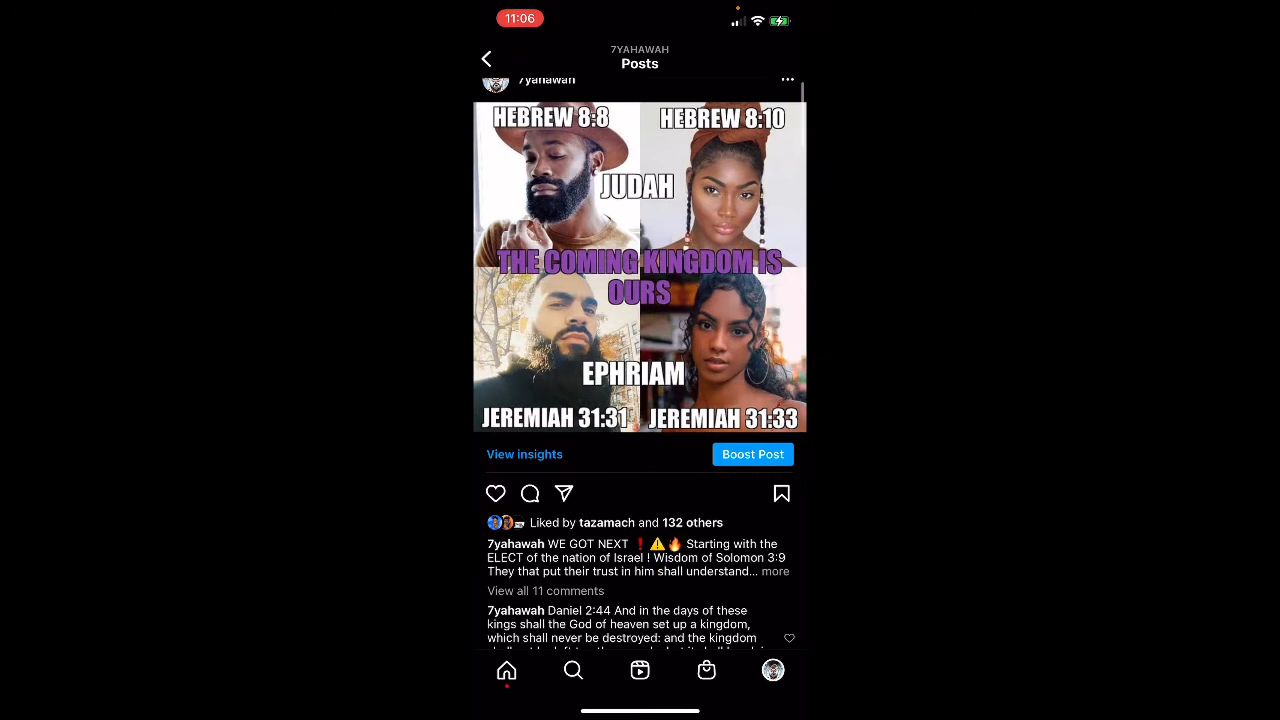 11:06
7YAHAWAH
Posts
7yahawah
HEBREW 8:8
HEBREW 8:10
JUDAH
THE COMING KINGDOM IS
OURS
EPHRIAM
JEREMIAH 31:31
JEREMIAH 31:33
View insights
Boost Post
Liked by tazamach and 132 others
7yahawah WE GOT NEXT ❗⚠️🔥 Starting with the
ELECT of the nation of Israel ! Wisdom of Solomon 3:9
They that put their trust in him shall understand... more
View all 11 comments
7yahawah Daniel 2:44 And in the days of these
kings shall the God of heaven set up a kingdom,
which shall never be destroyed: and the kingdom